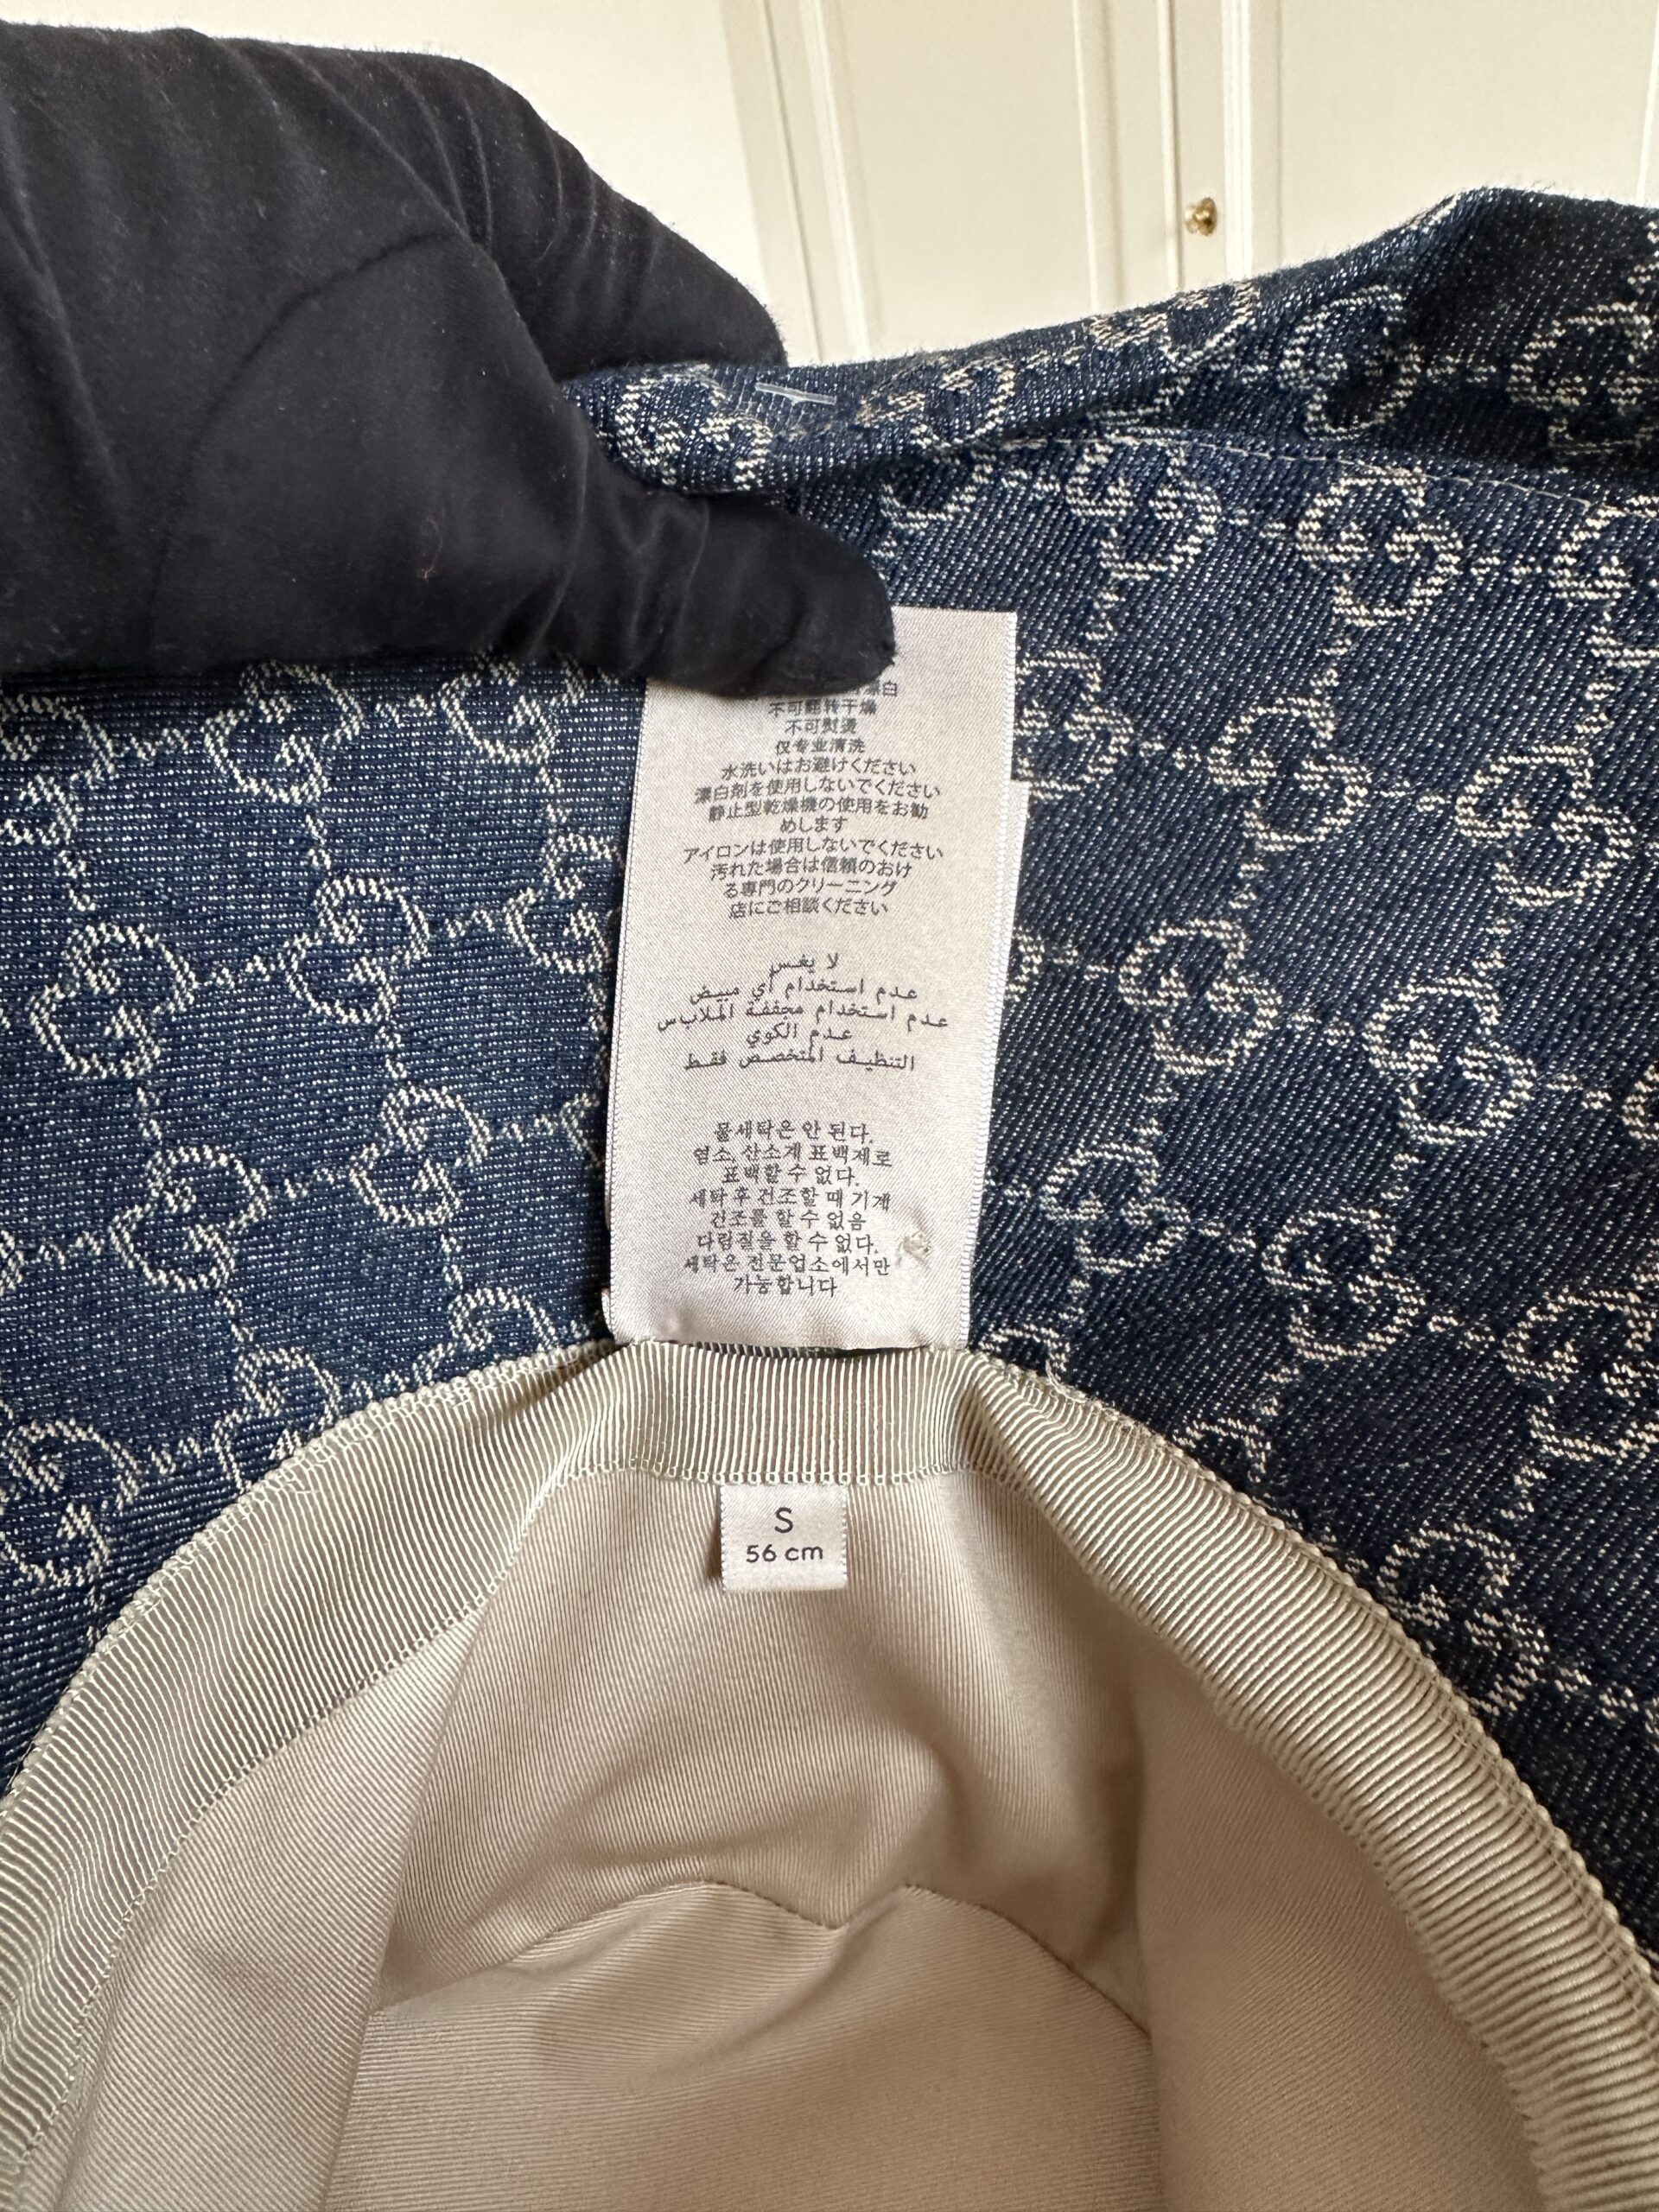 漂白
不可翻转干燥
不可熨烫
仅专业清洗
水洗いはお避けください
漂白剤を使用しないでください
静止型乾燥機の使用をお勧
めします
アイロンは使用しないでください
汚れた場合は信頼のおけ
る専門のクリーニング
店にご相談ください
لا يغس
عدم استخدام أي مبيض
عدم استخدام مجففة الملابس
عدم الكوي
التنظيف المتخصص فقط
물세탁은 안 된다.
염소, 산소계 표백제로
표백할 수 없다.
세탁 후 건조할 때 기계
건조를 할 수 없음
다림질을 할 수 없다.
세탁은 전문업소에서만
가능합니다
S
56 cm